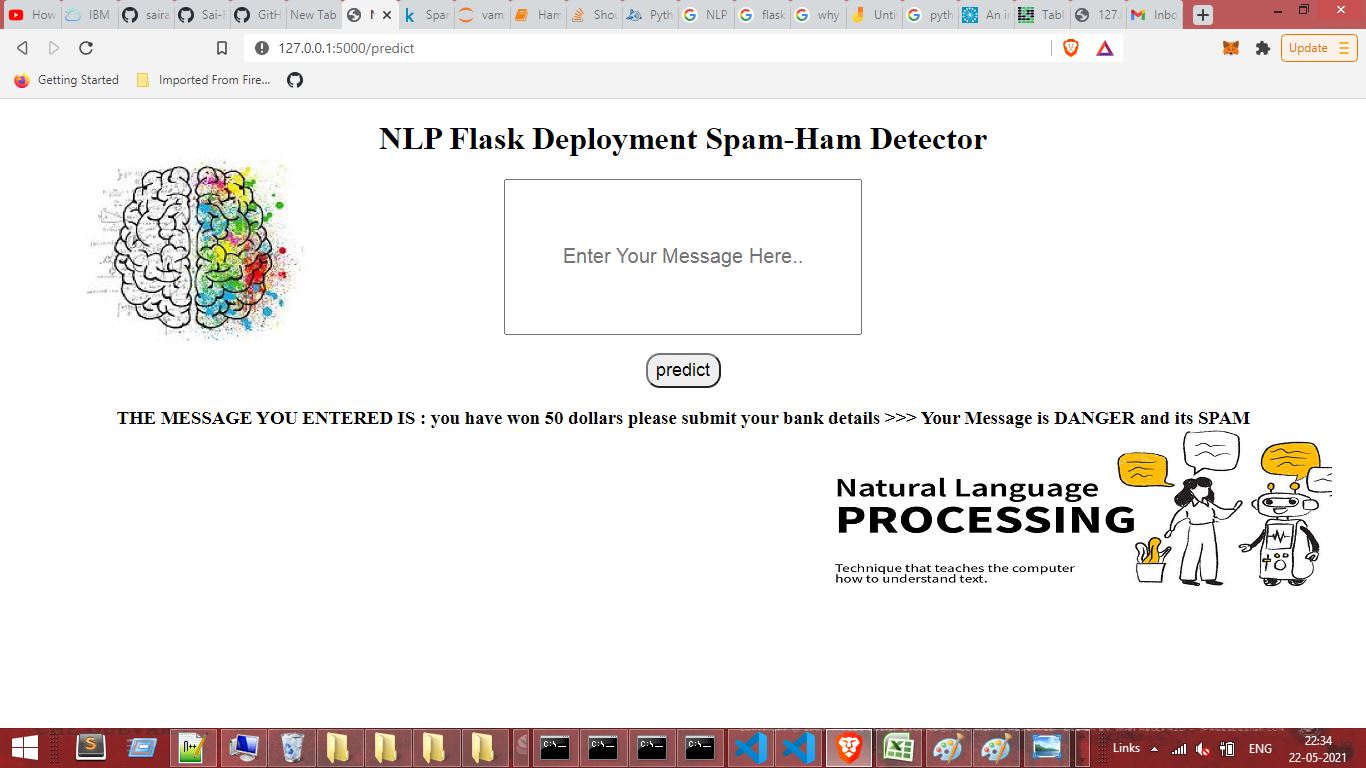 How
IBM
saira
Sai-F
GitH
New Tab
N
Spar
vam
Ham
Shou
Pyth
NLP
flask
why
Unti
pyth
An in
Tabl
127.
Inbo
127.0.0.1:5000/predict
Update
Getting Started
Imported From Fire...
NLP Flask Deployment Spam-Ham Detector
Enter Your Message Here..
predict
THE MESSAGE YOU ENTERED IS : you have won 50 dollars please submit your bank details >>> Your Message is DANGER and its SPAM
Natural Language
PROCESSING
Technique that teaches the computer
how to understand text.
Links
ENG
22:34
22-05-2021